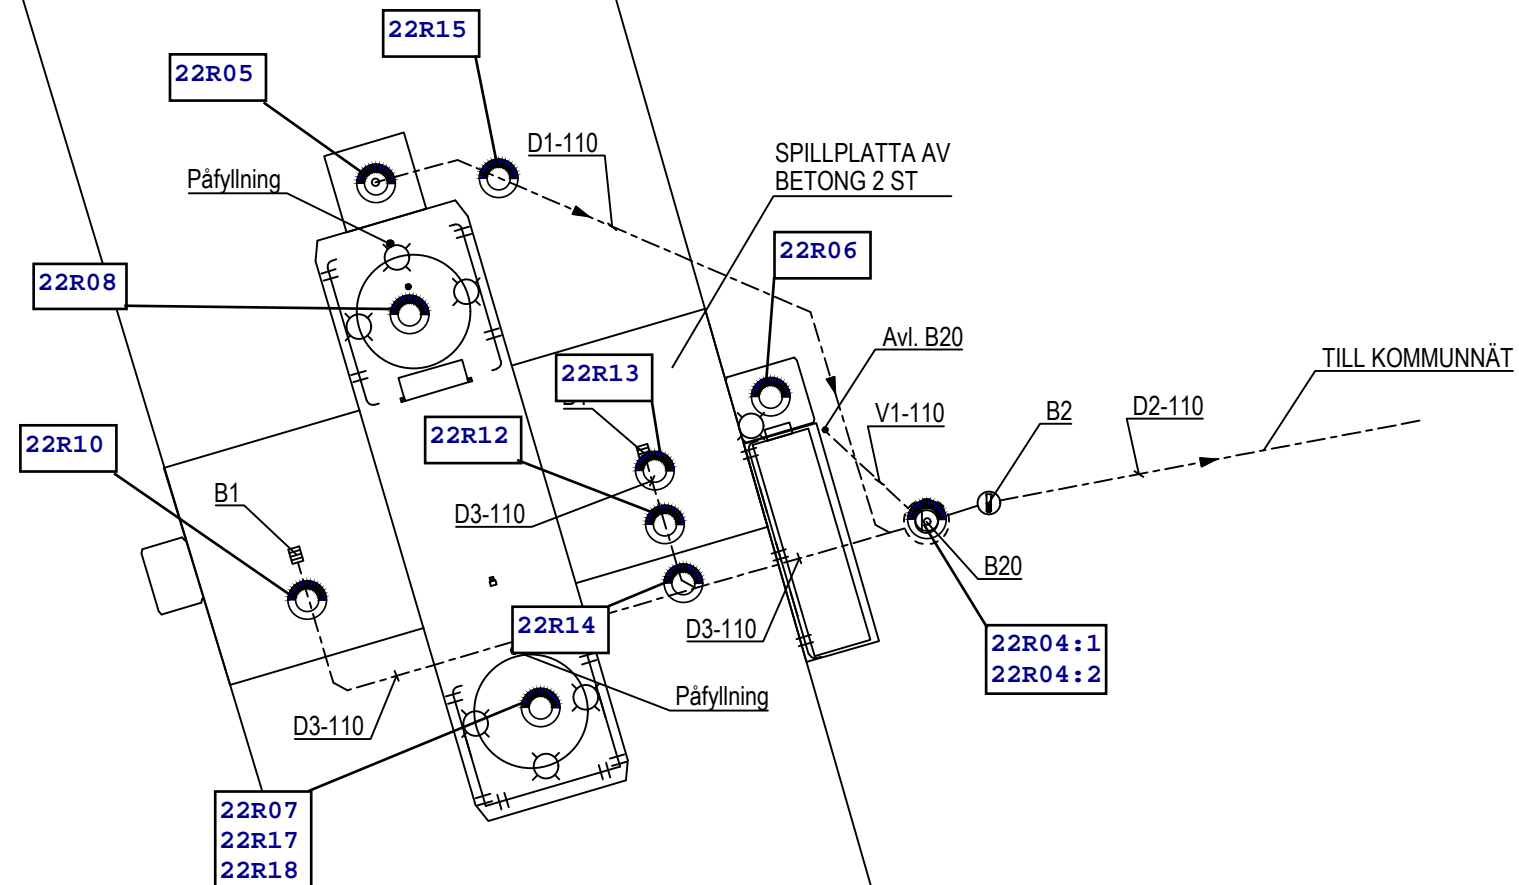 22R15
22R05
D1-110
SPILLPLATTA AV
BETONG 2 ST
Påfyllning
22R06
22R08
Avl. B20
TILL KOMMUNNÄT
22R13
D2-110
V1-110
B2
22R12
22R10
B1
D3-110
B20
22R14
D3-110
22R04:1
22R04:2
Påfyllning
D3-110
22R07
22R17
22R18